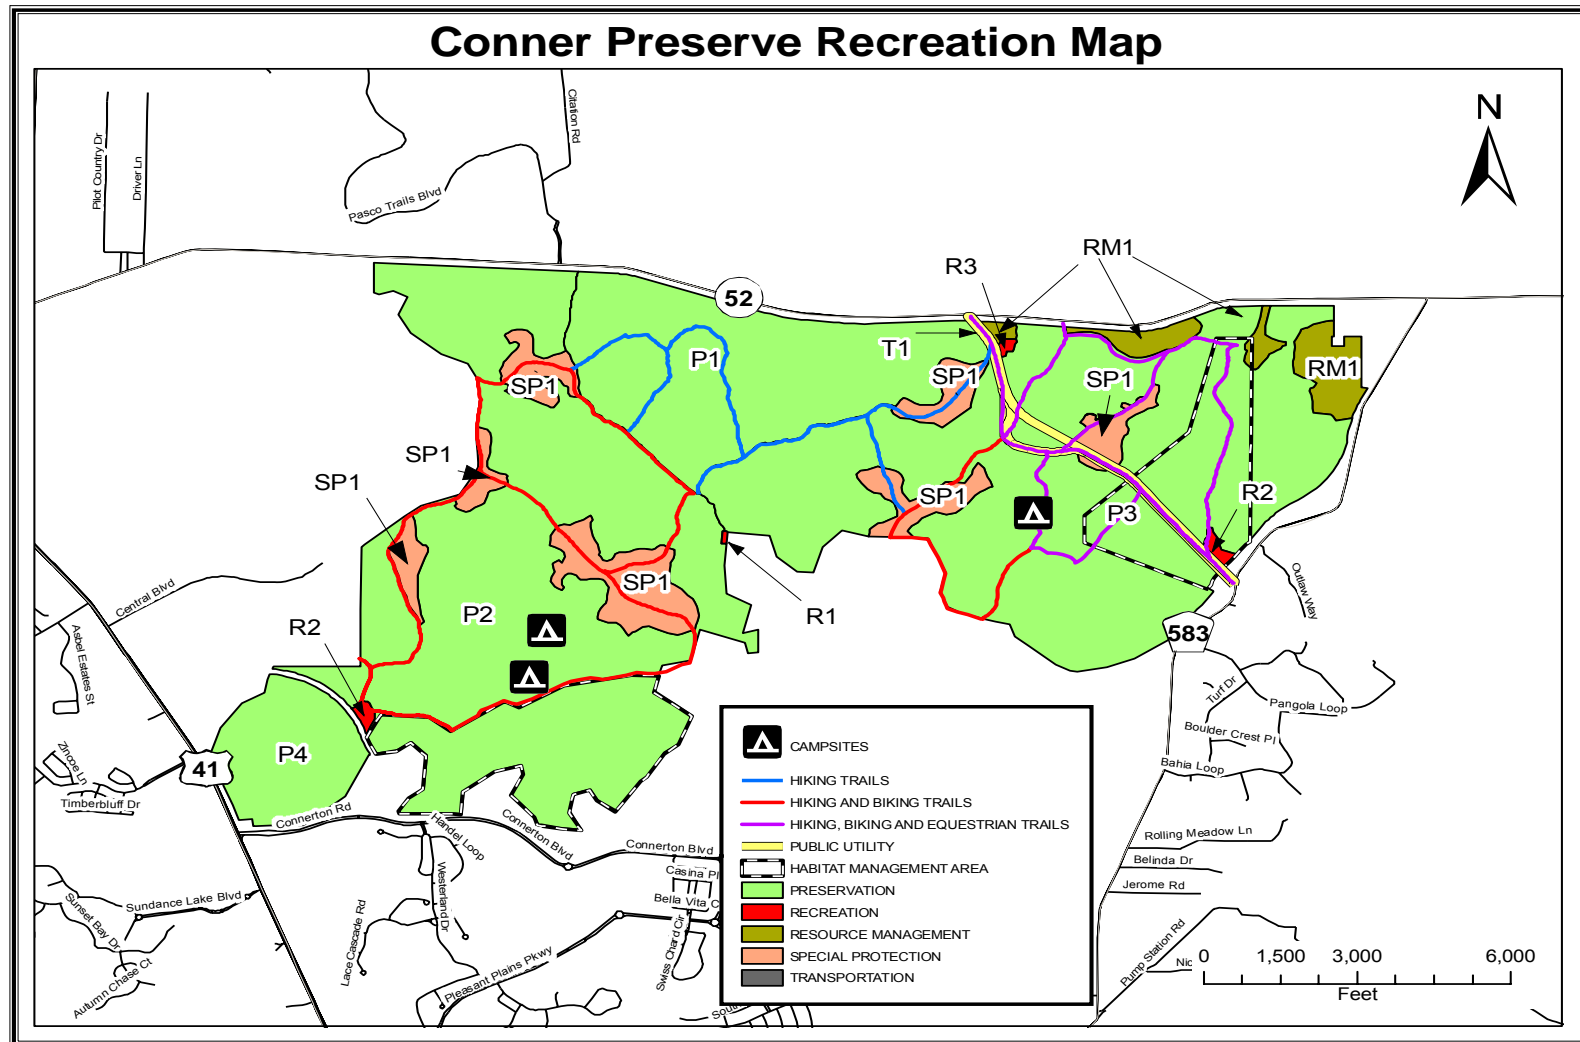 Conner Preserve Recreation Map
N
Pilot Country Dr
Driver Ln
Citation Rd
Pasco Trails Blvd
RM1
R3
52
T1
P1
SP1
SP1
SP1
RM1
SP1
SP1
SP1
R2
P3
SP1
R1
P2
R2
583
Outlaw Way
Central Blvd
Asbel Estates St
P4
41
Zincoe Ln
Timberbluff Dr
Connerton Rd
Handel Loop
Connerton Blvd
Connerton Blvd
Casina Pl
Bella Vita C
Westerland Dr
Swiss Chard Cir
Lace Cascade Rd
Pleasant Plains Pkwy
Sundance Lake Blvd
Sunset Bay Dr
Autumn Chase Ct
Sout
Turf Dr
Pangola Loop
Boulder Crest Pl
Bahia Loop
Rolling Meadow Ln
Belinda Dr
Jerome Rd
Pump Station Rd
Nic
CAMPSITES
HIKING TRAILS
HIKING AND BIKING TRAILS
HIKING, BIKING AND EQUESTRIAN TRAILS
PUBLIC UTILITY
HABITAT MANAGEMENT AREA
PRESERVATION
RECREATION
RESOURCE MANAGEMENT
SPECIAL PROTECTION
TRANSPORTATION
0 1,500 3,000 6,000
Feet